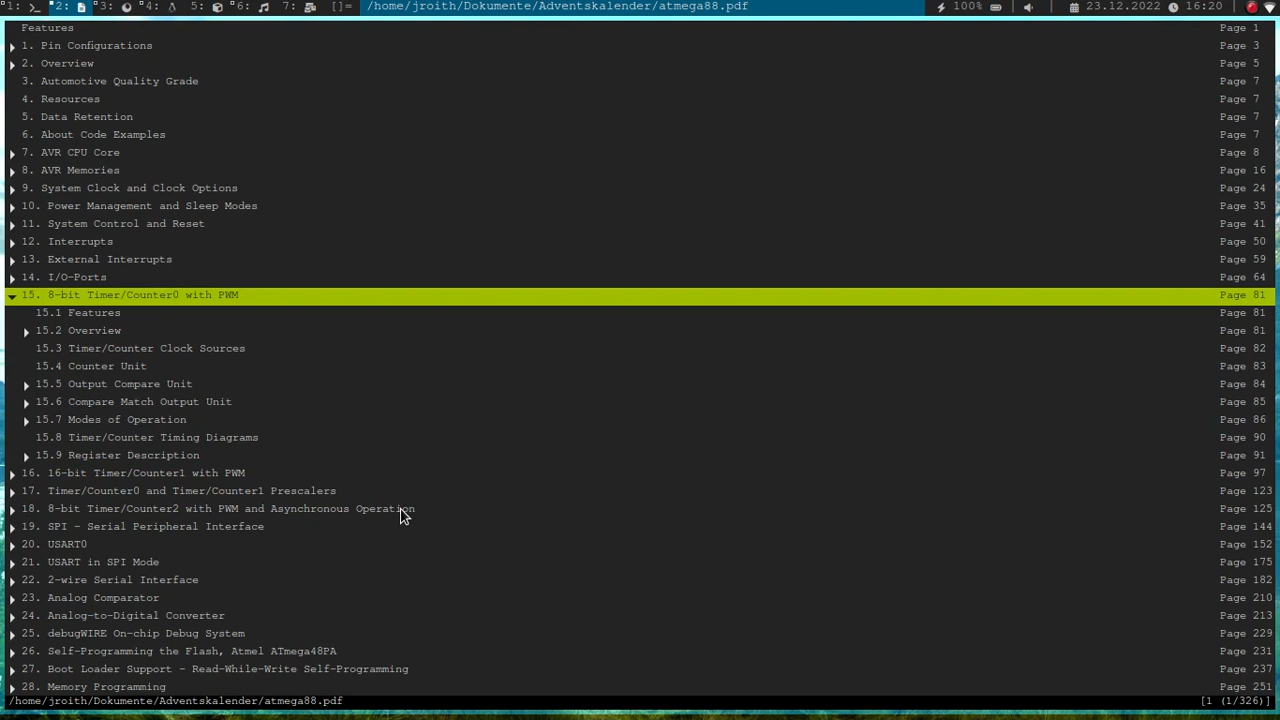 1: 2: 3: 4: 5: 6: 7: []= /home/jroith/Dokumente/Adventskalender/atmega88.pdf 100% 23.12.2022 16:20
Features Page 1
1. Pin Configurations Page 3
2. Overview Page 5
3. Automotive Quality Grade Page 7
4. Resources Page 7
5. Data Retention Page 7
6. About Code Examples Page 7
7. AVR CPU Core Page 8
8. AVR Memories Page 16
9. System Clock and Clock Options Page 24
10. Power Management and Sleep Modes Page 35
11. System Control and Reset Page 41
12. Interrupts Page 50
13. External Interrupts Page 59
14. I/O-Ports Page 64
15. 8-bit Timer/Counter0 with PWM Page 81
15.1 Features Page 81
15.2 Overview Page 81
15.3 Timer/Counter Clock Sources Page 82
15.4 Counter Unit Page 83
15.5 Output Compare Unit Page 84
15.6 Compare Match Output Unit Page 85
15.7 Modes of Operation Page 86
15.8 Timer/Counter Timing Diagrams Page 90
15.9 Register Description Page 91
16. 16-bit Timer/Counter1 with PWM Page 97
17. Timer/Counter0 and Timer/Counter1 Prescalers Page 123
18. 8-bit Timer/Counter2 with PWM and Asynchronous Operation Page 125
19. SPI – Serial Peripheral Interface Page 144
20. USART0 Page 152
21. USART in SPI Mode Page 175
22. 2-wire Serial Interface Page 182
23. Analog Comparator Page 210
24. Analog-to-Digital Converter Page 213
25. debugWIRE On-chip Debug System Page 229
26. Self-Programming the Flash, Atmel ATmega48PA Page 231
27. Boot Loader Support – Read-While-Write Self-Programming Page 237
28. Memory Programming Page 251
/home/jroith/Dokumente/Adventskalender/atmega88.pdf [1 (1/326)]